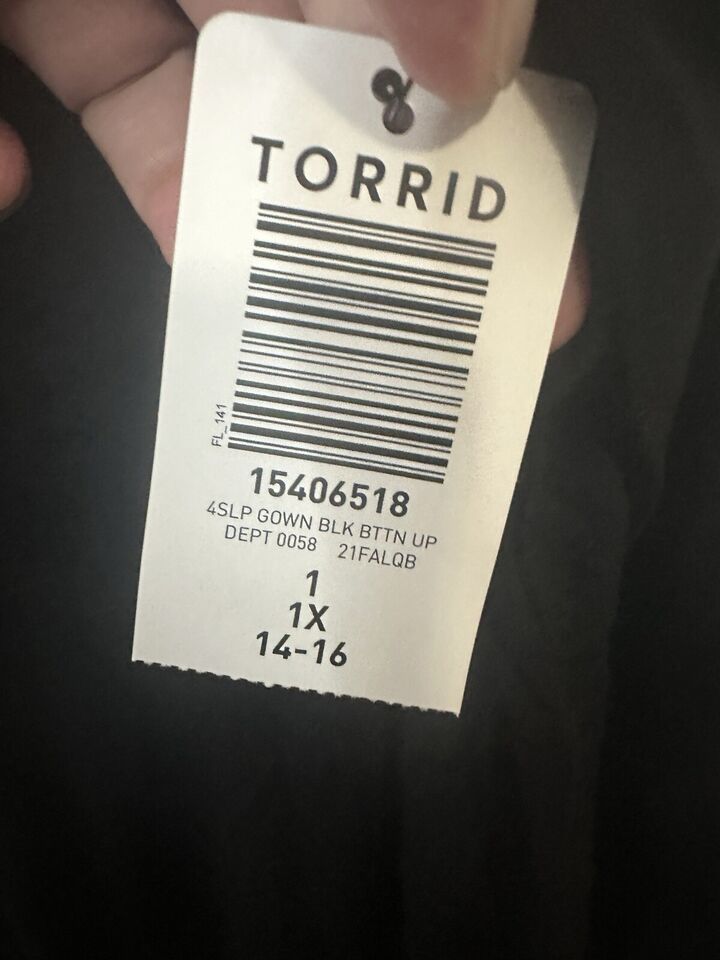 TORRID
FL_141
15406518
4SLP GOWN BLK BTTN UP
DEPT 0058 21FALQB
1
1X
14-16